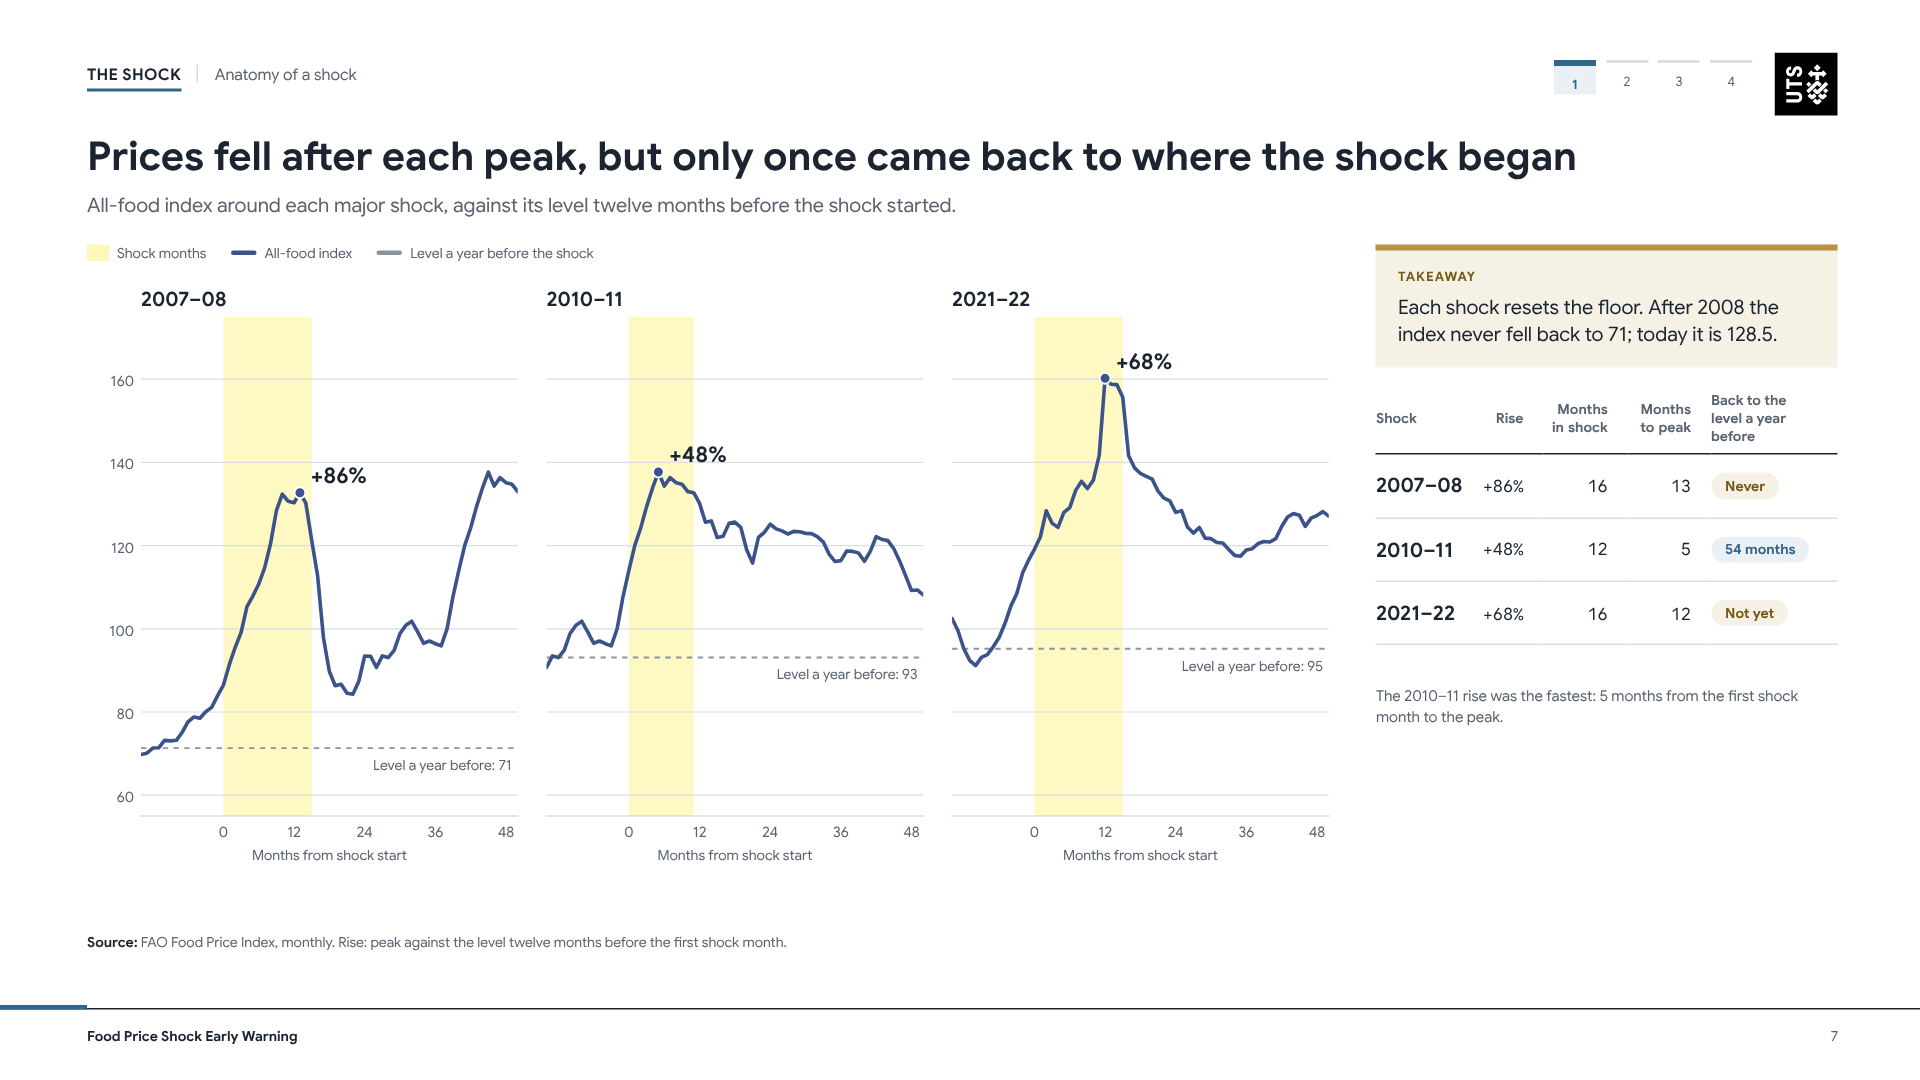 THE SHOCK
Anatomy of a shock
1 2 3 4
UTS
Prices fell after each peak, but only once came back to where the shock began
All-food index around each major shock, against its level twelve months before the shock started.
Shock months
All-food index
Level a year before the shock
2007–08
+86%
160
140
120
100
80
60
Level a year before: 71
0 12 24 36 48
Months from shock start
2010–11
+48%
Level a year before: 93
0 12 24 36 48
Months from shock start
2021–22
+68%
Level a year before: 95
0 12 24 36 48
Months from shock start
TAKEAWAY
Each shock resets the floor. After 2008 the
index never fell back to 71; today it is 128.5.
Shock
Rise
Months
in shock
Months
to peak
Back to the
level a year
before
2007–08 +86% 16 13 Never
2010–11 +48% 12 5 54 months
2021–22 +68% 16 12 Not yet
The 2010–11 rise was the fastest: 5 months from the first shock
month to the peak.
Source: FAO Food Price Index, monthly. Rise: peak against the level twelve months before the first shock month.
Food Price Shock Early Warning
7